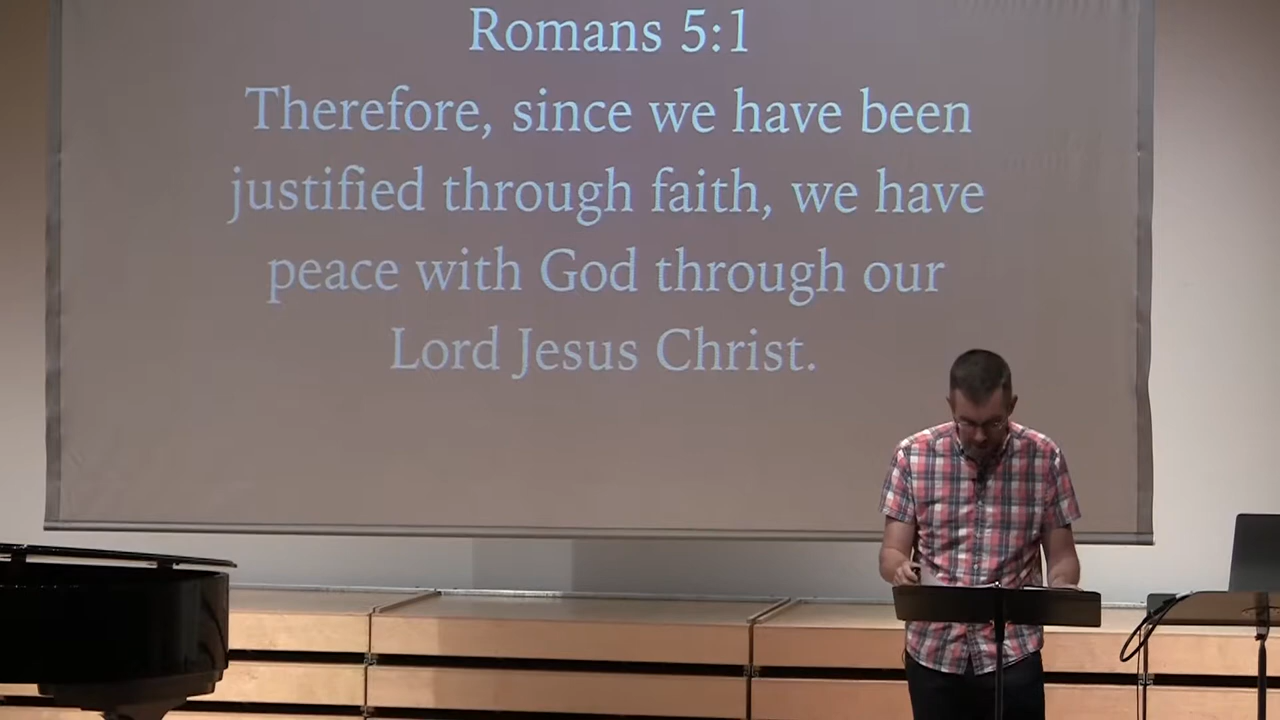 Romans 5:1
Therefore, since we have been
justified through faith, we have
peace with God through our
Lord Jesus Christ.